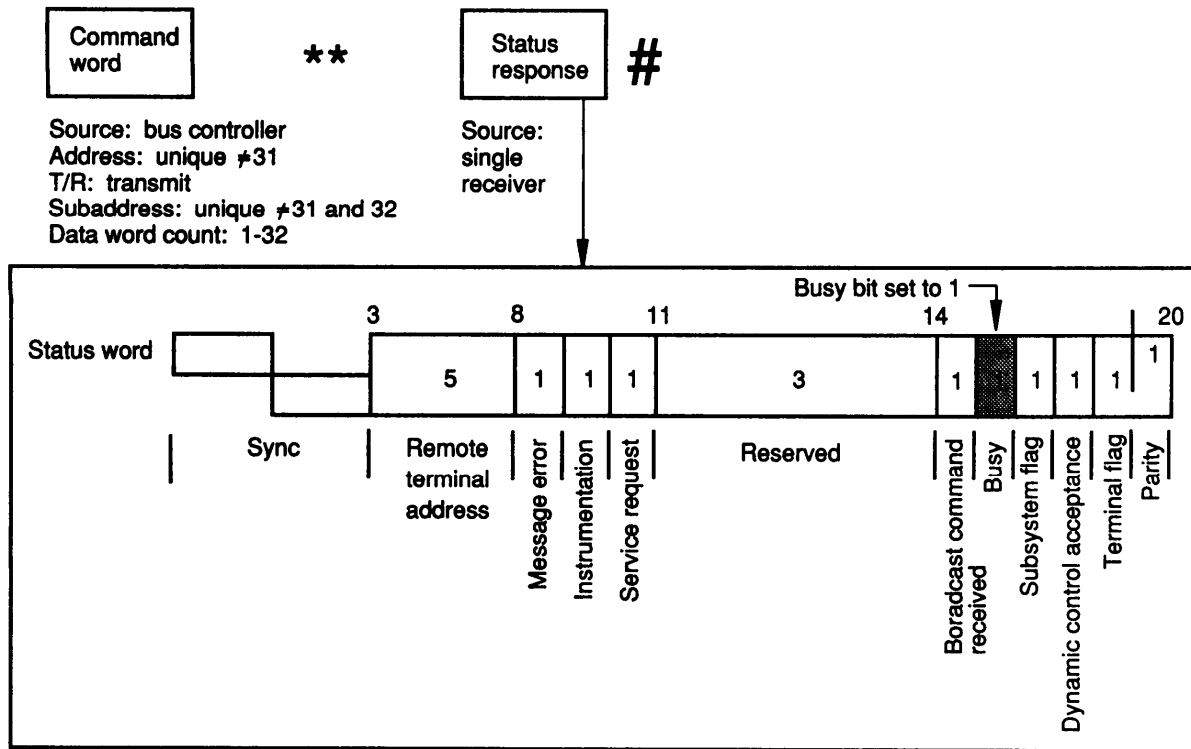 Command
word
**
Status
response
#
Source: bus controller
Address: unique ≠31
T/R: transmit
Subaddress: unique ≠31 and 32
Data word count: 1-32
Source:
single
receiver
Busy bit set to 1
3
8
11
14
20
Status word
5
1
1
1
3
1
1
1
1
1
1
Sync
Remote
terminal
address
Message error
Instrumentation
Service request
Reserved
Boradcast command
received
Busy
Subsystem flag
Dynamic control acceptance
Terminal flag
Parity